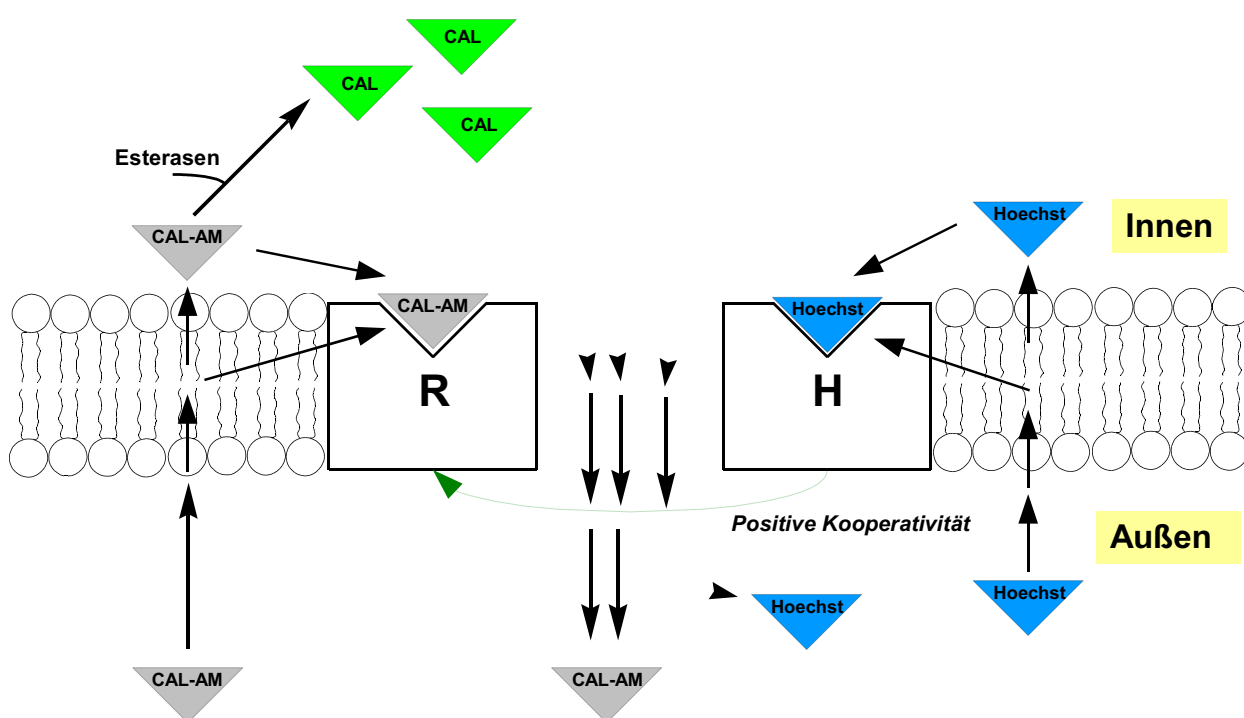 CAL
CAL
CAL
Esterasen
CAL-AM
Hoechst
Innen
CAL-AM
Hoechst
R
H
Positive Kooperativität
Außen
Hoechst
Hoechst
CAL-AM
CAL-AM